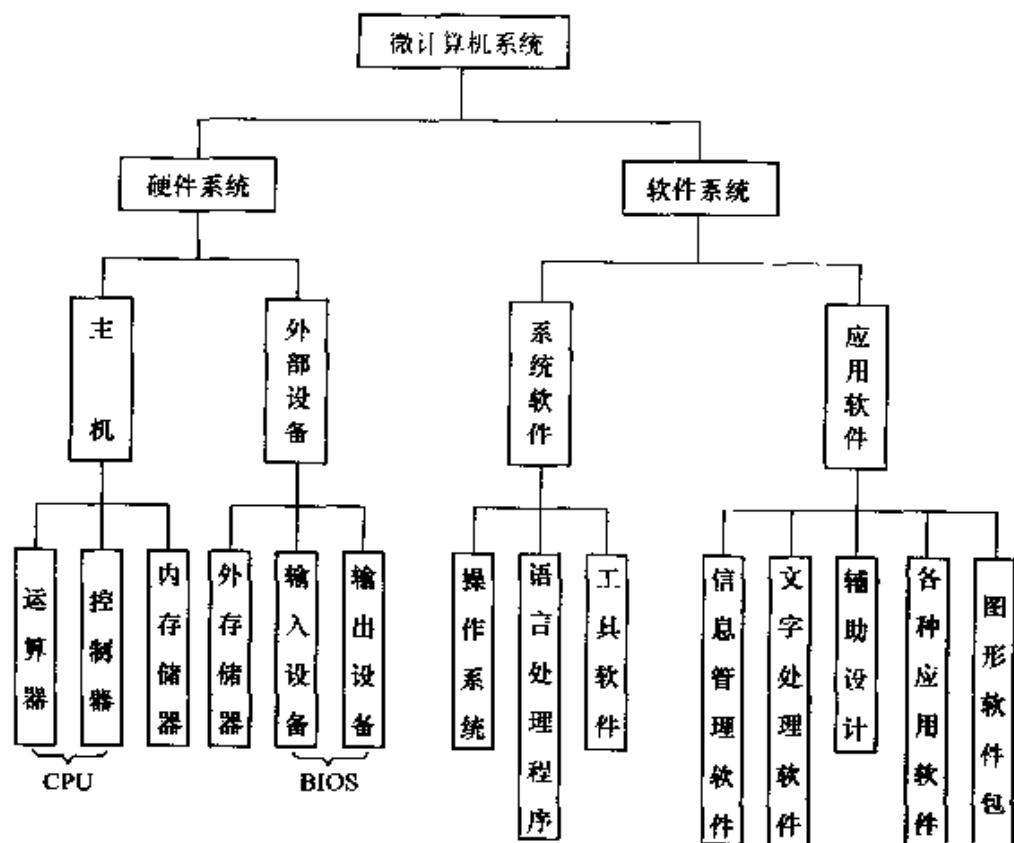 微计算机系统
硬件系统
软件系统
主机
外部设备
系统软件
应用软件
运算器
控制器
内存储器
外存储器
输入设备
输出设备
操作系统
语言处理程序
工具软件
信息管理软件
文字处理软件
辅助设计
各种应用软件
图形软件包
CPU
BIOS